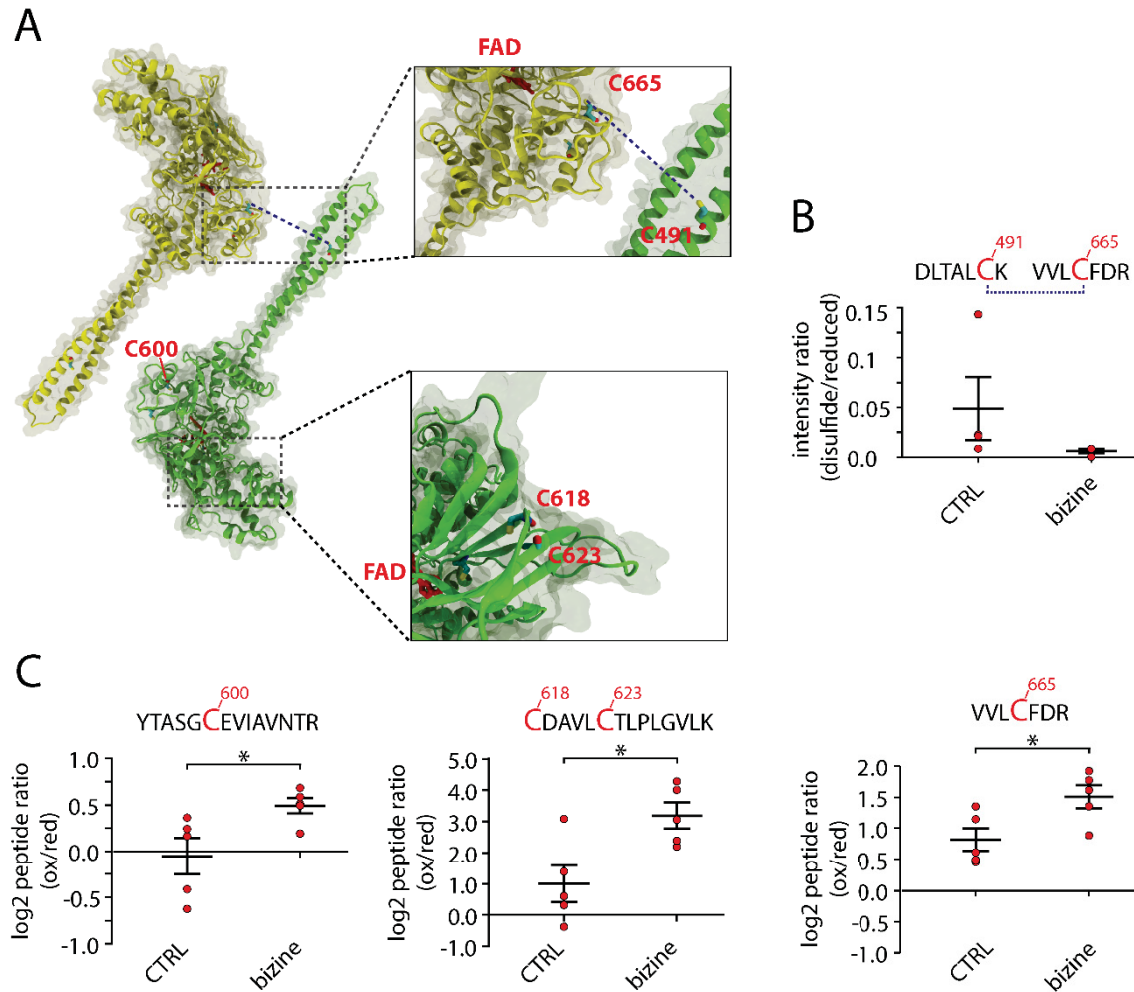 A
FAD
C665
C491
C600
C618
C623
FAD
B
491 665
DLTALCK VVLCFDR
intensity ratio
(disulfide/reduced)
0.15
0.10
0.05
0.0
CTRL
bizine
C
600
YTASGCEVIAVNTR
*
log2 peptide ratio
(ox/red)
1.0
0.5
0.0
-0.5
-1.0
CTRL
bizine
618 623
CDAVLCTLPLGVLK
*
log2 peptide ratio
(ox/red)
5.0
4.0
3.0
2.0
1.0
0.0
-1.0
CTRL
bizine
665
VVLCFDR
*
log2 peptide ratio
(ox/red)
2.0
1.5
1.0
0.5
0.0
-0.5
-1.0
CTRL
bizine